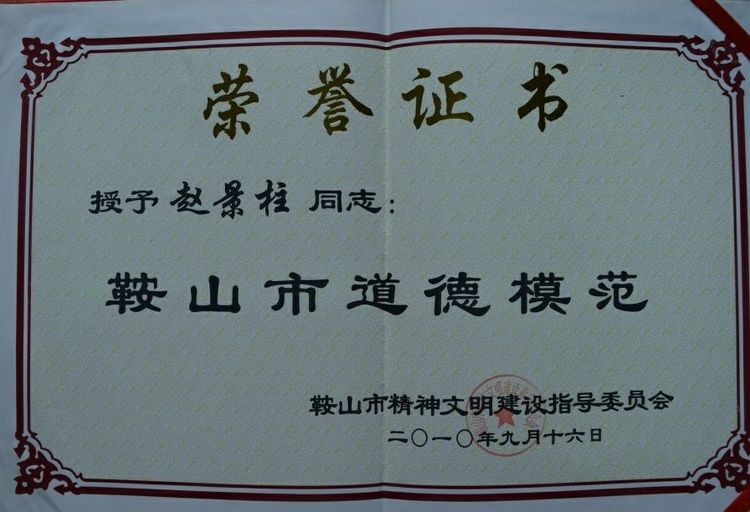 荣誉证书
授予赵景柱同志：
鞍山市道德模范
鞍山市精神文明建设指导委员会
二〇一〇年九月十六日